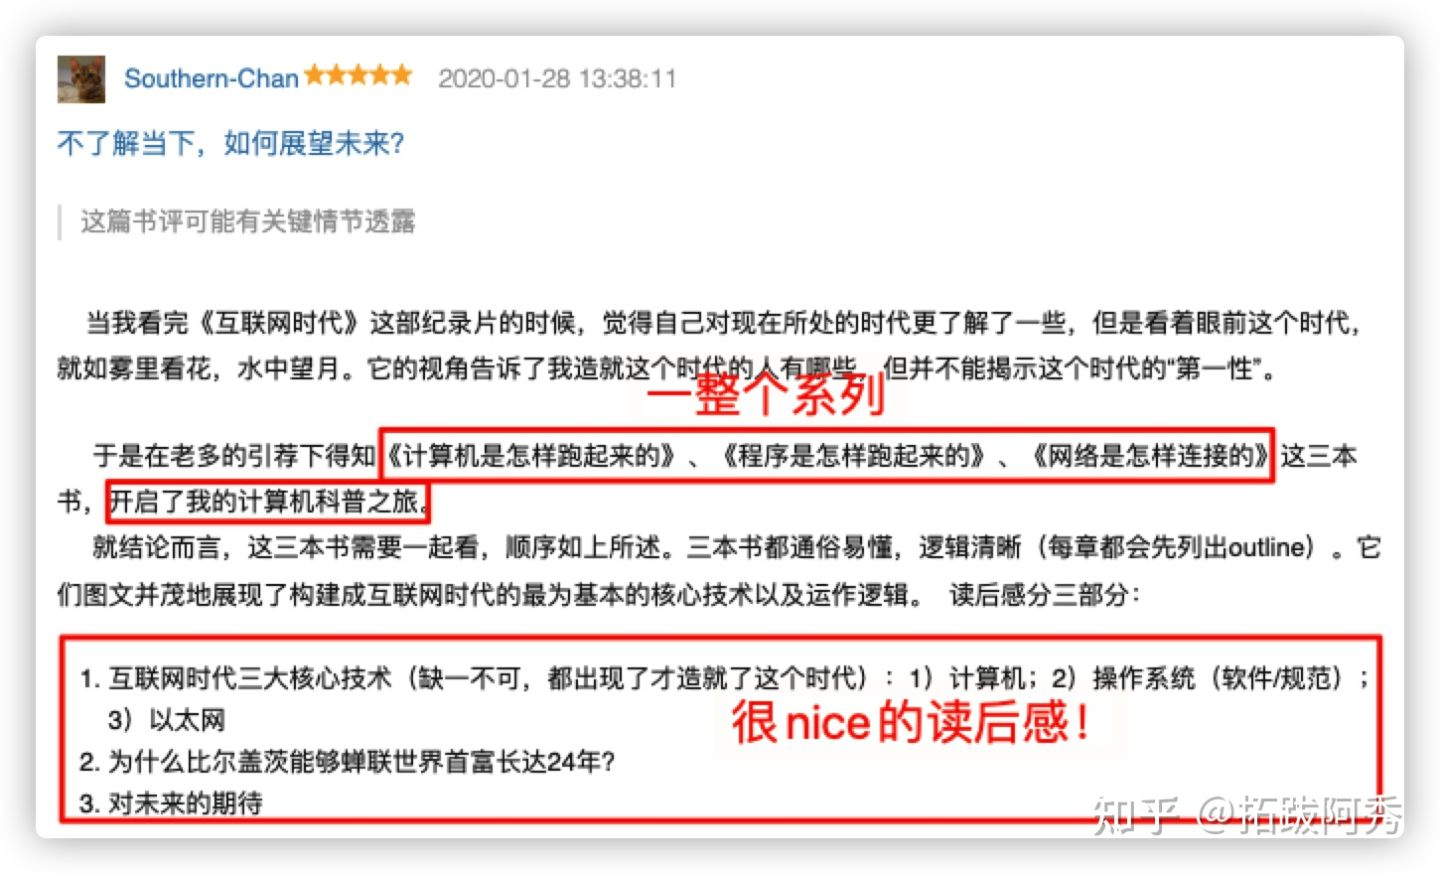 Southern-Chan 2020-01-28 13:38:11
不了解当下，如何展望未来？
这篇书评可能有关键情节透露
当我看完《互联网时代》这部纪录片的时候，觉得自己对现在所处的时代更了解了一些，但是看着眼前这个时代，
就如雾里看花，水中望月。它的视角告诉了我造就这个时代的人有哪些，但并不能揭示这个时代的“第一性”。
一整个系列
于是在老多的引荐下得知《计算机是怎样跑起来的》、《程序是怎样跑起来的》、《网络是怎样连接的》这三本
书，开启了我的计算机科普之旅。
就结论而言，这三本书需要一起看，顺序如上所述。三本书都通俗易懂，逻辑清晰（每章都会先列出outline）。它
们图文并茂地展现了构建成互联网时代的最为基本的核心技术以及运作逻辑。 读后感分三部分：
1. 互联网时代三大核心技术（缺一不可，都出现了才造就了这个时代）：1）计算机；2）操作系统（软件/规范）；
3）以太网
很nice的读后感！
2. 为什么比尔盖茨能够蝉联世界首富长达24年？
3. 对未来的期待
知乎 @拓跋阿秀